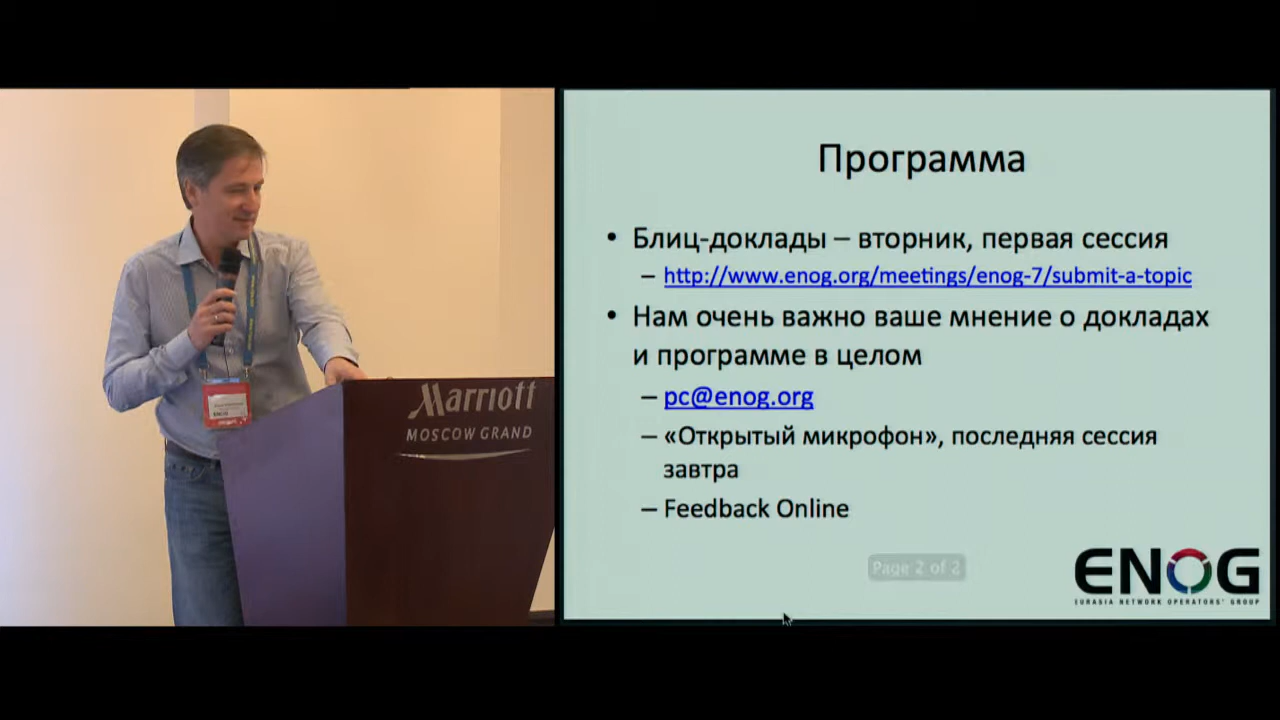 Marriott
MOSCOW GRAND
Программа
• Блиц-доклады – вторник, первая сессия
– http://www.enog.org/meetings/enog-7/submit-a-topic
• Нам очень важно ваше мнение о докладах
и программе в целом
– pc@enog.org
– «Открытый микрофон», последняя сессия
завтра
– Feedback Online
Page 2 of 2
ENOG
EURASIA NETWORK OPERATORS' GROUP